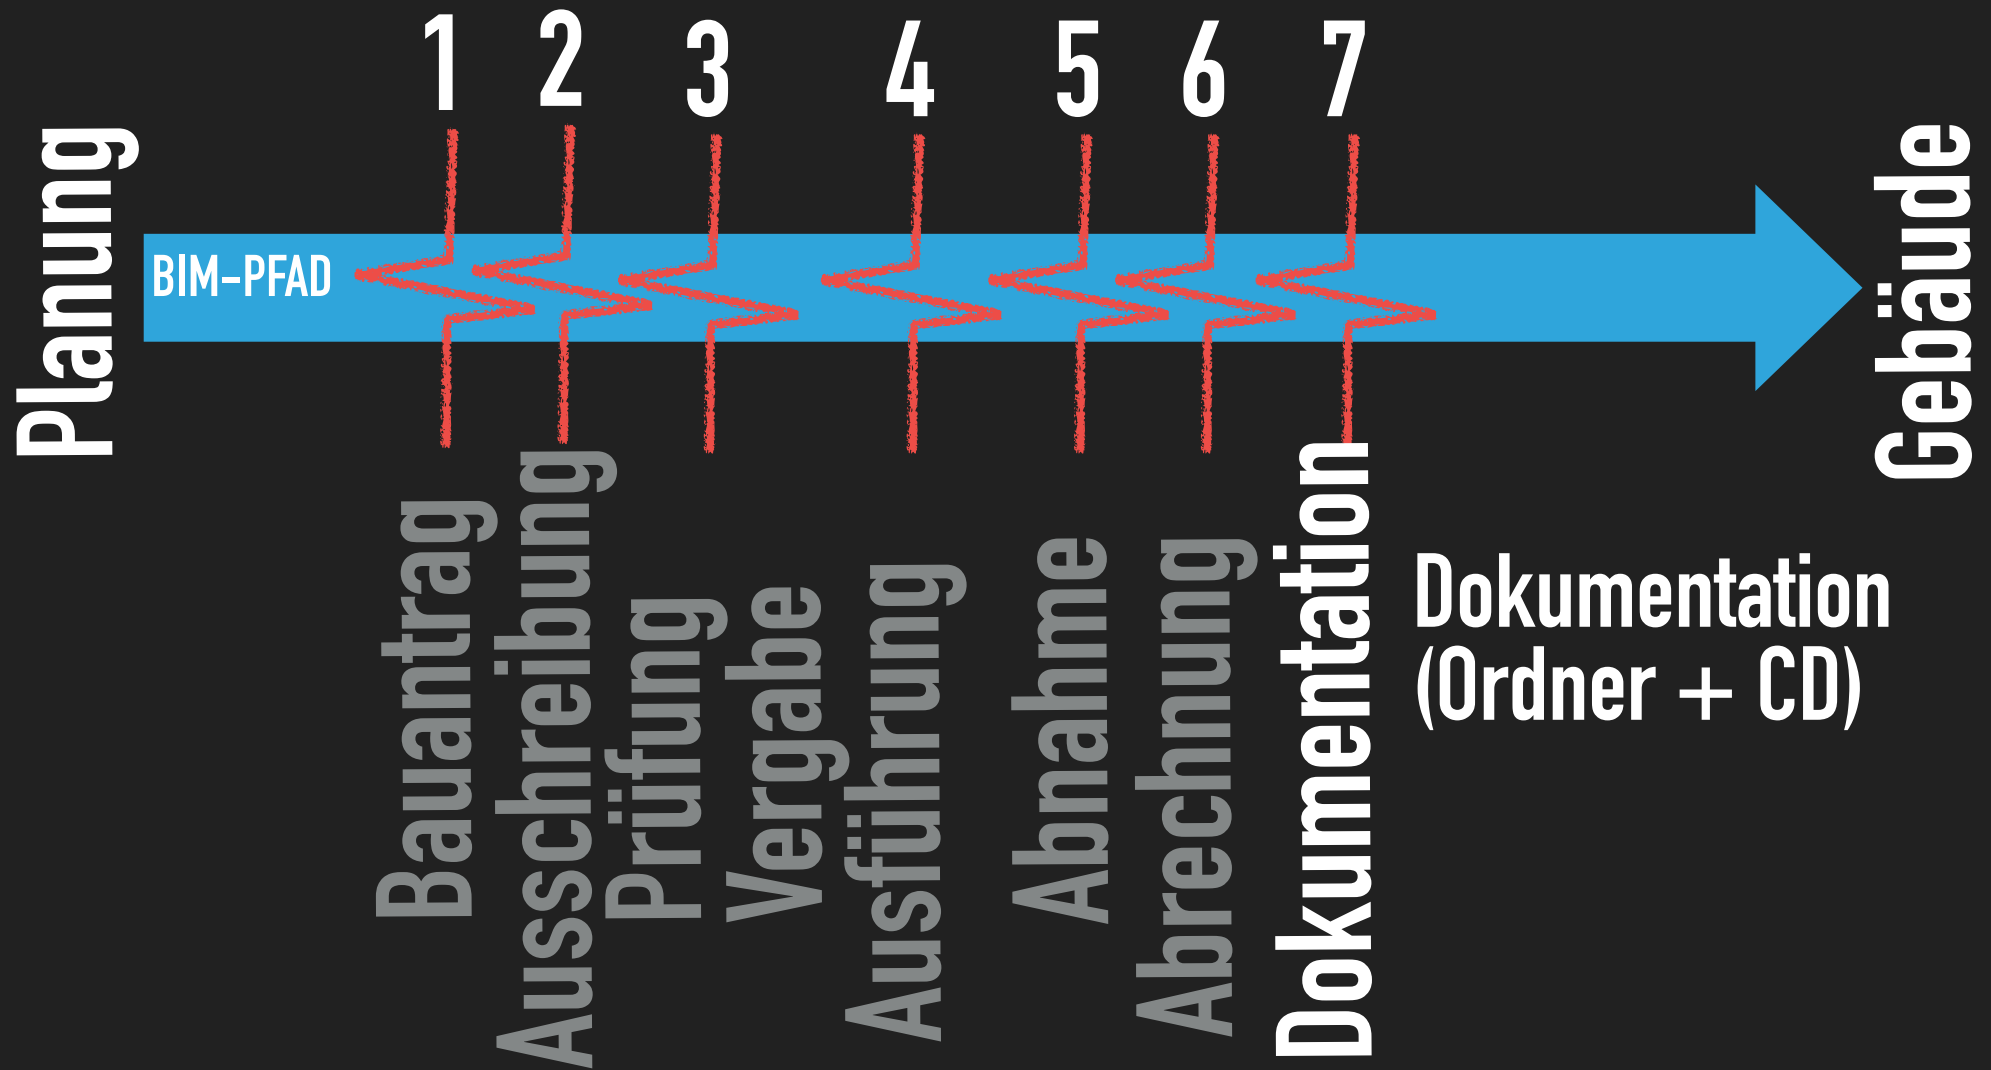 1
2
3
4
5
6
7
Planung
BIM-PFAD
Gebäude
Bauantrag
Ausschreibung
Prüfung
Vergabe
Ausführung
Abnahme
Abrechnung
Dokumentation
Dokumentation
(Ordner + CD)